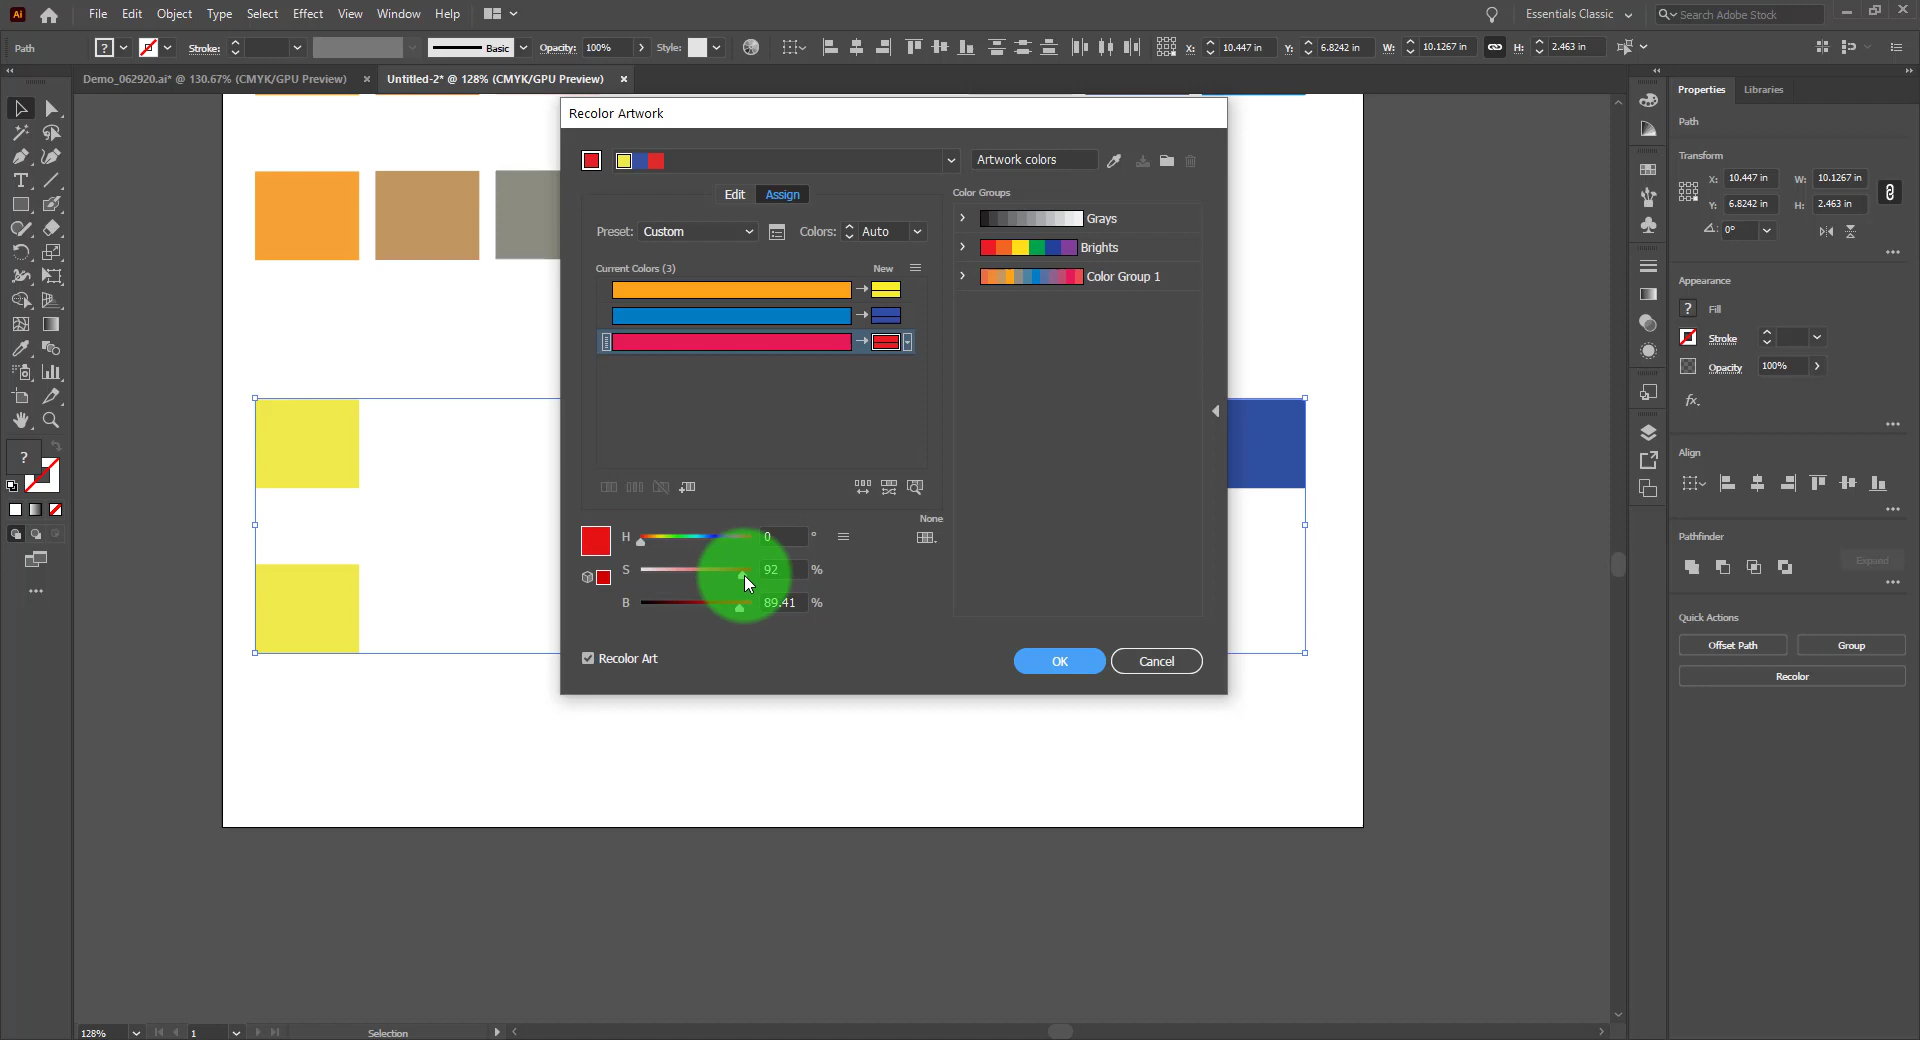 Ai File Edit Object Type Select Effect View Window Help Essentials Classic Search Adobe Stock
Path ? Stroke: Basic Opacity: 100% Style: X: 10.447 in Y: 6.8242 in W: 10.1267 in H: 2.463 in
Demo_062920.ai* @ 130.67% (CMYK/GPU Preview) × Untitled-2* @ 128% (CMYK/GPU Preview) ×
Properties Libraries
Recolor Artwork
Path
Artwork colors
Transform
X: 10.447 in W: 10.1267 in
Edit Assign
Color Groups
Y: 6.8242 in H: 2.463 in
Grays
Preset: Custom Colors: Auto
0°
Brights
Current Colors (3) New
Color Group 1
Appearance
? Fill
Stroke
Opacity 100%
fx.
Align
?
None
H 0 °
Pathfinder
S 92 %
Expand
B 89.41 %
Quick Actions
Offset Path Group
Recolor Art
OK Cancel
Recolor
128% 1 Selection